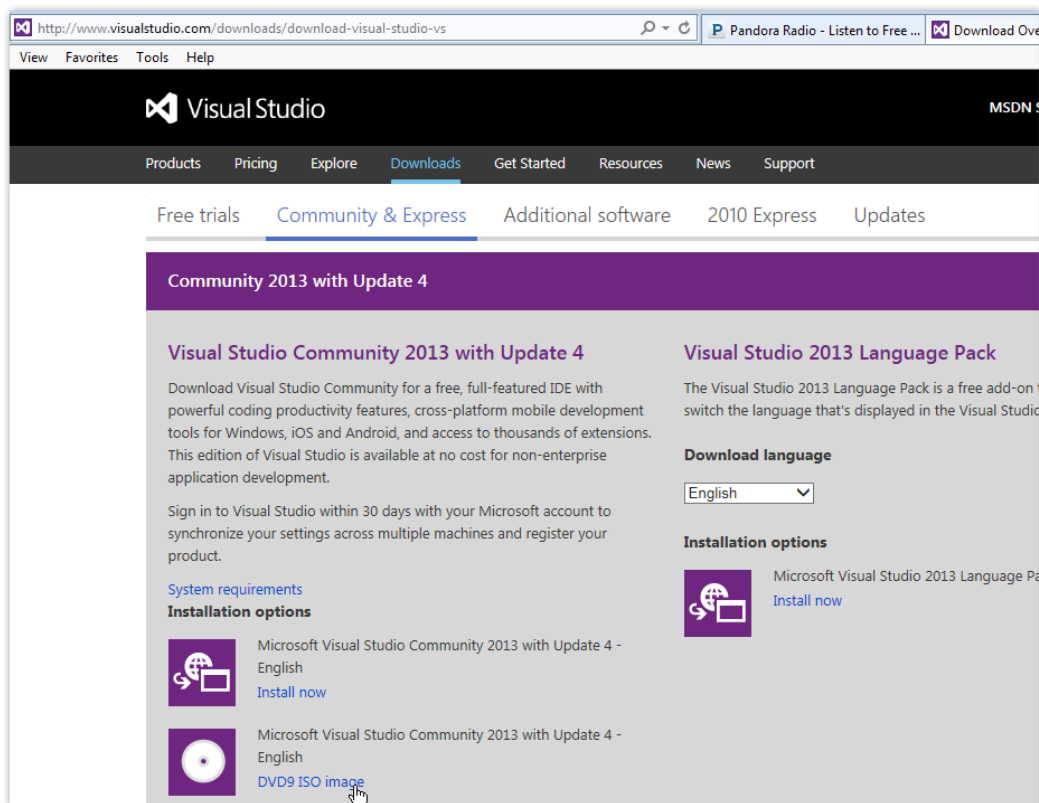 http://www.visualstudio.com/downloads/download-visual-studio-vs
P Pandora Radio - Listen to Free ...
Download Ove
View Favorites Tools Help
Visual Studio
MSDN S
Products Pricing Explore Downloads Get Started Resources News Support
Free trials Community & Express Additional software 2010 Express Updates
Community 2013 with Update 4
Visual Studio Community 2013 with Update 4
Download Visual Studio Community for a free, full-featured IDE with
powerful coding productivity features, cross-platform mobile development
tools for Windows, iOS and Android, and access to thousands of extensions.
This edition of Visual Studio is available at no cost for non-enterprise
application development.
Sign in to Visual Studio within 30 days with your Microsoft account to
synchronize your settings across multiple machines and register your
product.
System requirements
Installation options
Microsoft Visual Studio Community 2013 with Update 4 -
English
Install now
Microsoft Visual Studio Community 2013 with Update 4 -
English
DVD9 ISO image
Visual Studio 2013 Language Pack
The Visual Studio 2013 Language Pack is a free add-on t
switch the language that's displayed in the Visual Studio
Download language
English
Installation options
Microsoft Visual Studio 2013 Language Pa
Install now